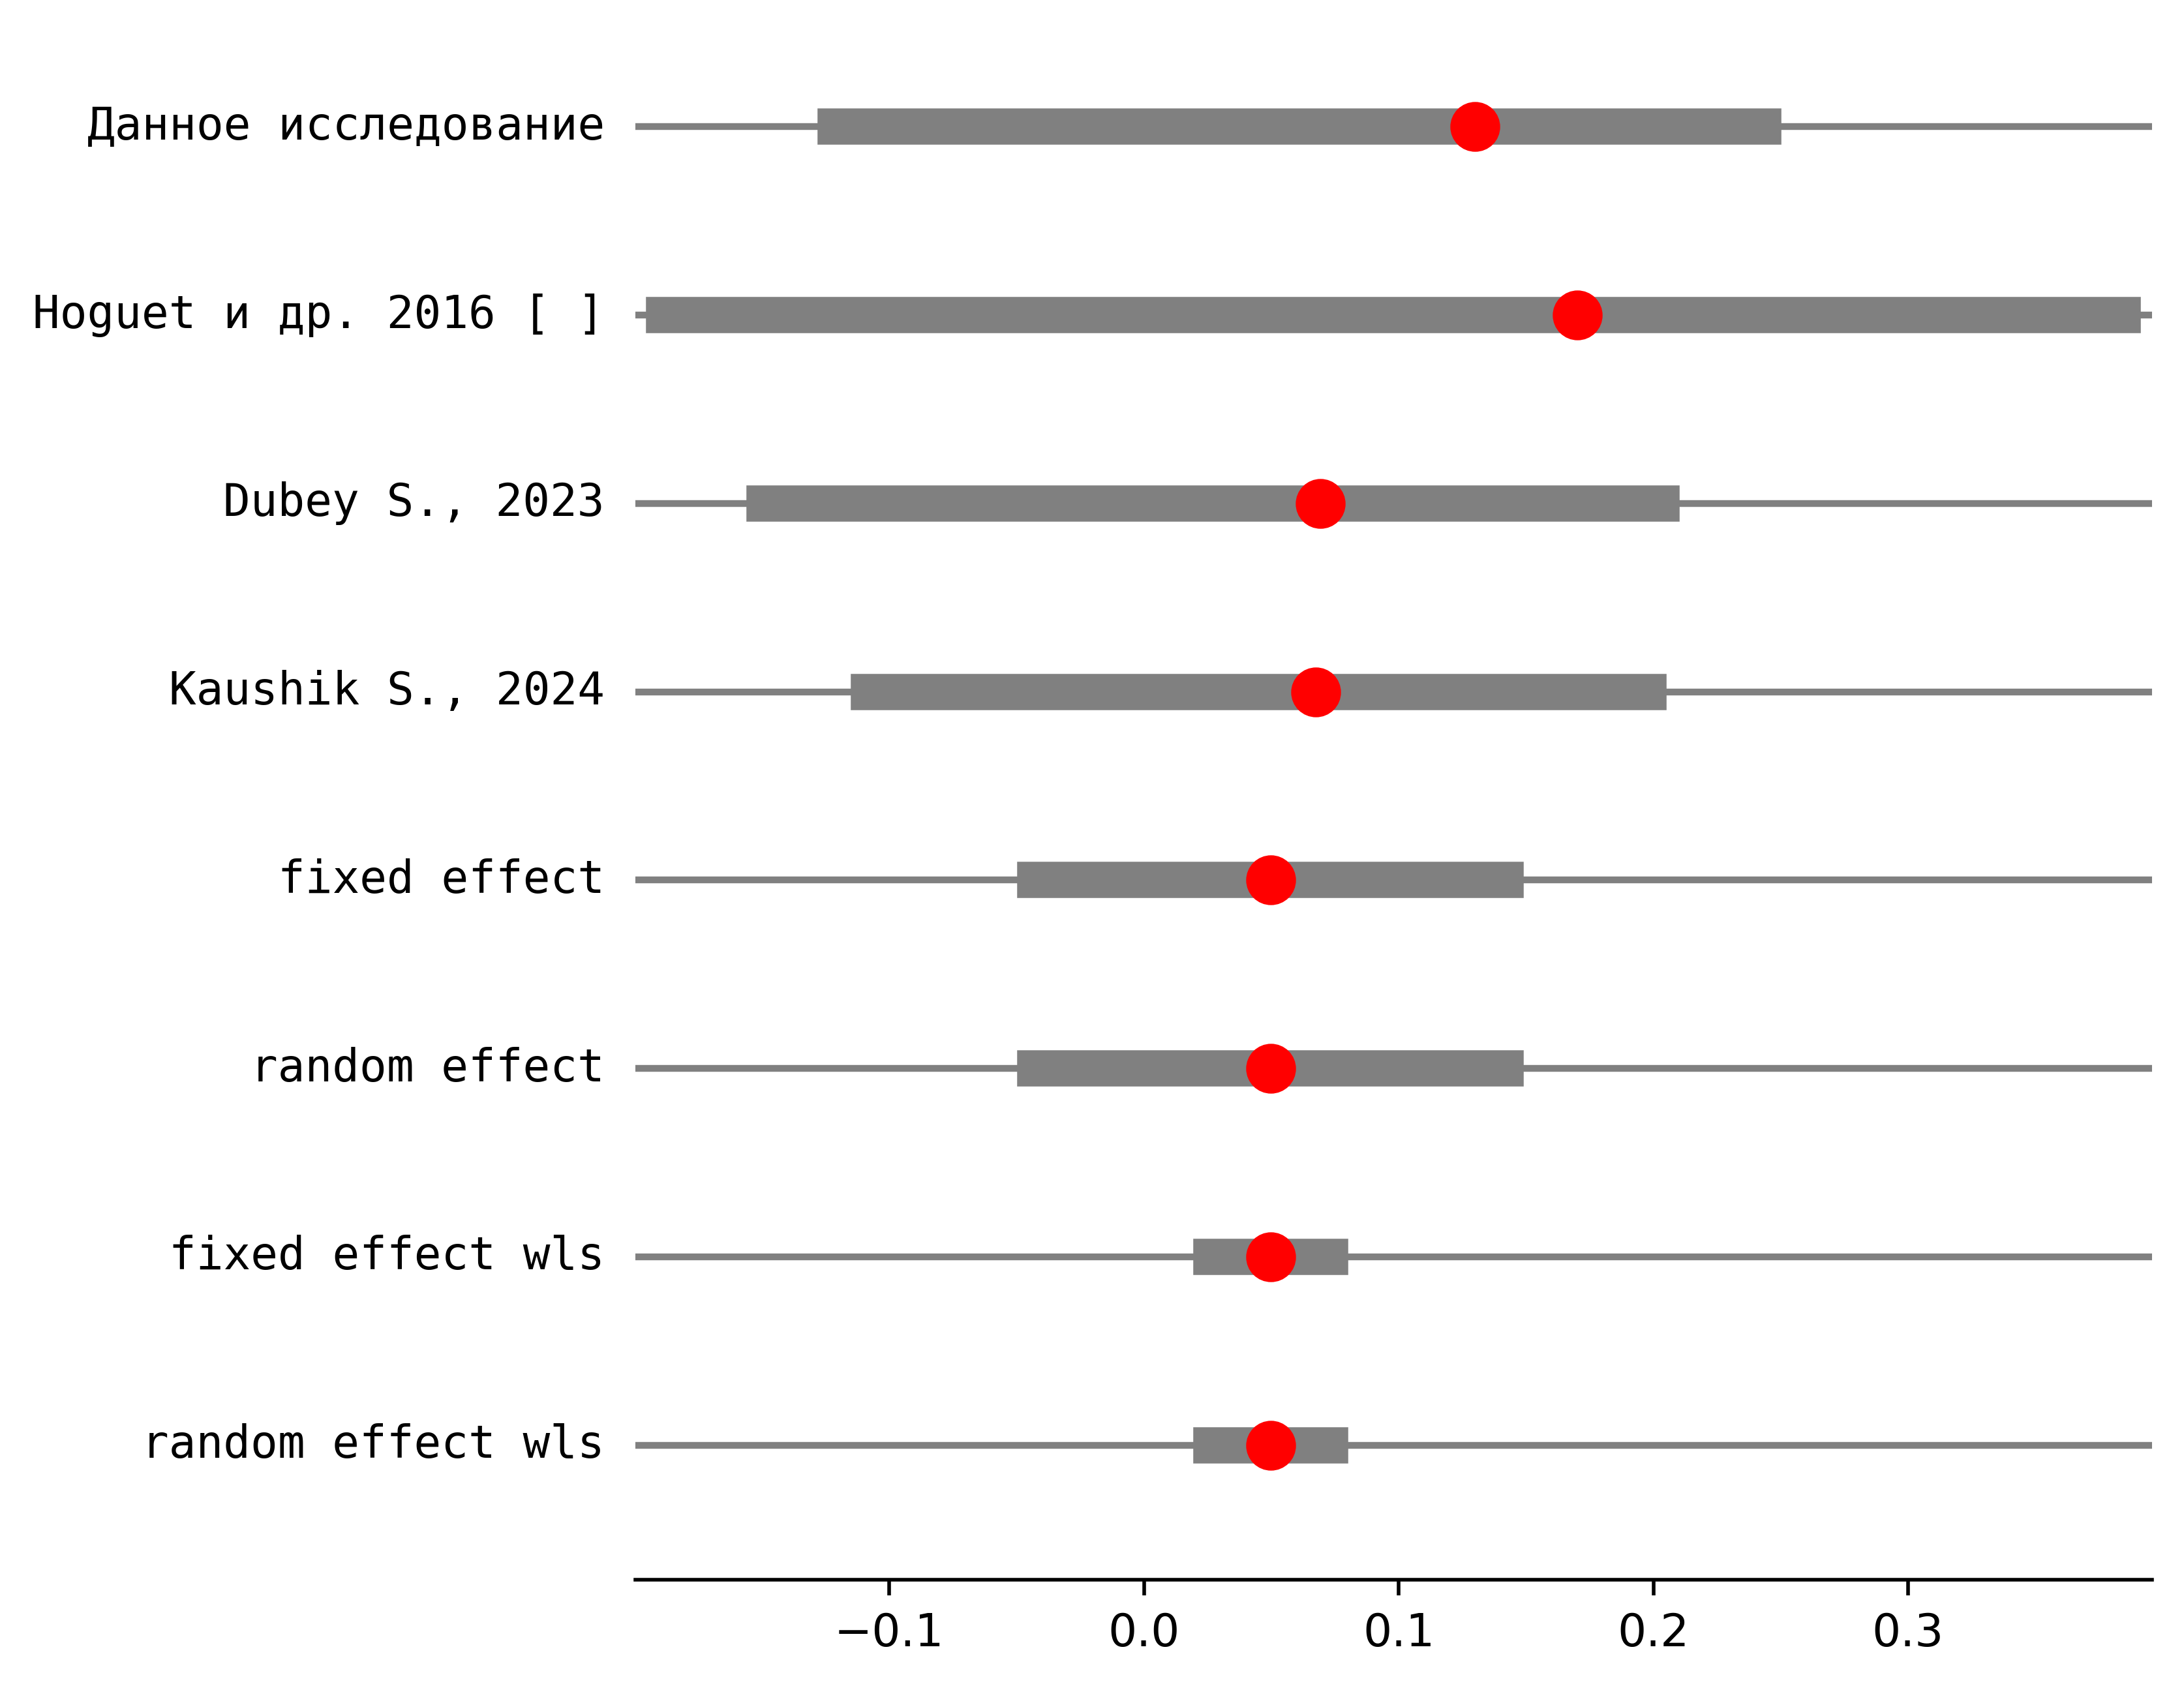 Данное исследование
Hoguet и др. 2016 [ ]
Dubey S., 2023
Kaushik S., 2024
fixed effect
random effect
fixed effect wls
random effect wls
−0.1 0.0 0.1 0.2 0.3